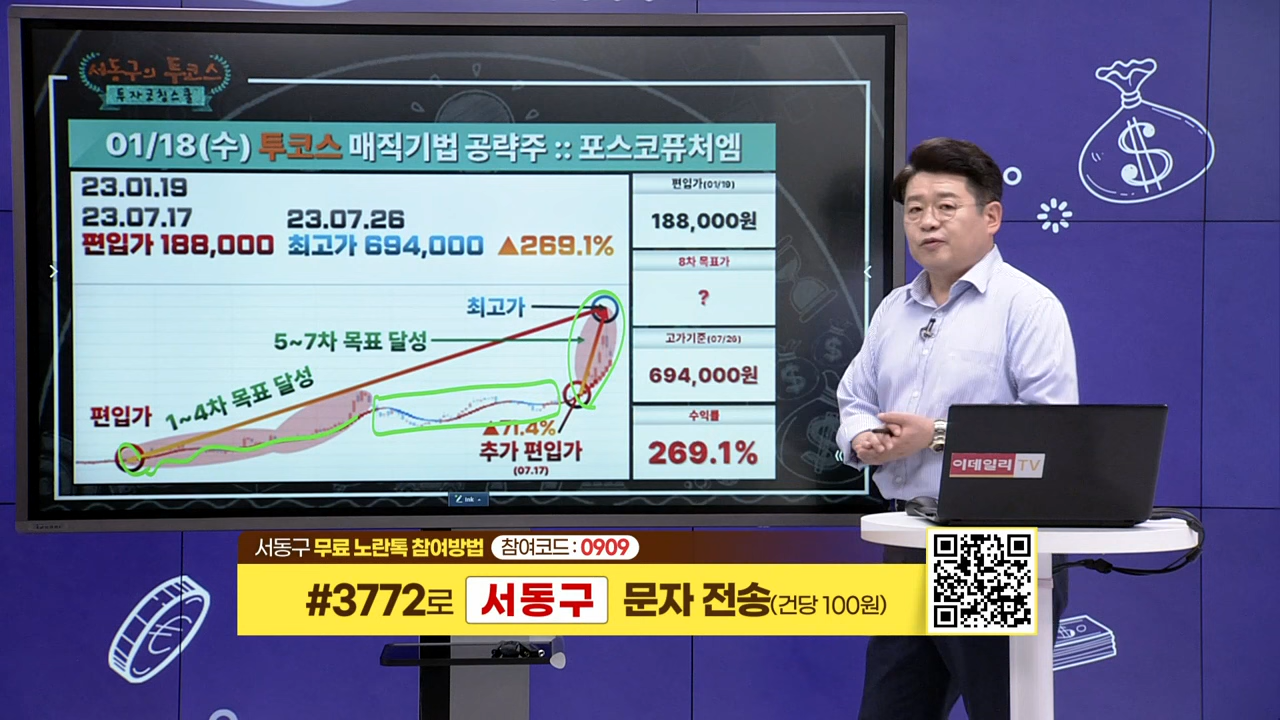 서동구의 투코스
투자코칭스쿨
01/18(수) 투코스 매직기법 공략주 :: 포스코퓨처엠
23.01.19
23.07.17 23.07.26
편입가 188,000 최고가 694,000 ▲269.1%
최고가
5~7차 목표 달성
1~4차 목표 달성
편입가
▲71.4%
추가 편입가
(07.17)
편입가(01/19)
188,000원
8차 목표가
?
고가기준(07/26)
694,000원
수익률
269.1%
Ink
이데일리 TV
서동구 무료 노란톡 참여방법 참여코드 : 0909
#3772로 서동구 문자 전송(건당 100원)